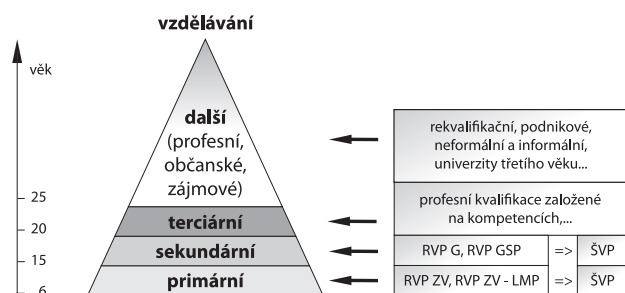 vzdělávání
věk
další
(profesní,
občanské,
zájmové)
rekvalifikační, podnikové,
neformální a informální,
univerzity třetího věku...
25
20
15
6
terciární
profesní kvalifikace založené
na kompetencích,...
sekundární
RVP G, RVP GSP => ŠVP
primární
RVP ZV, RVP ZV - LMP => ŠVP